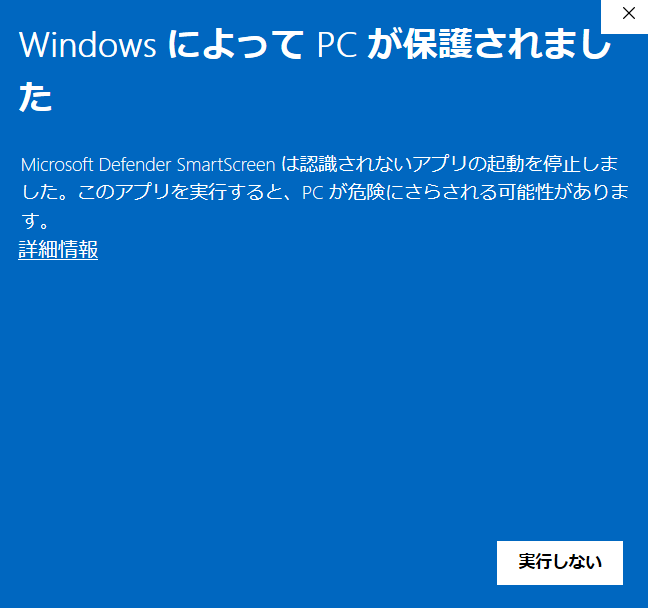 Windows によって PC が保護されまし
た
Microsoft Defender SmartScreen は認識されないアプリの起動を停止しま
した。このアプリを実行すると、PC が危険にさらされる可能性がありま
す。
詳細情報
実行しない